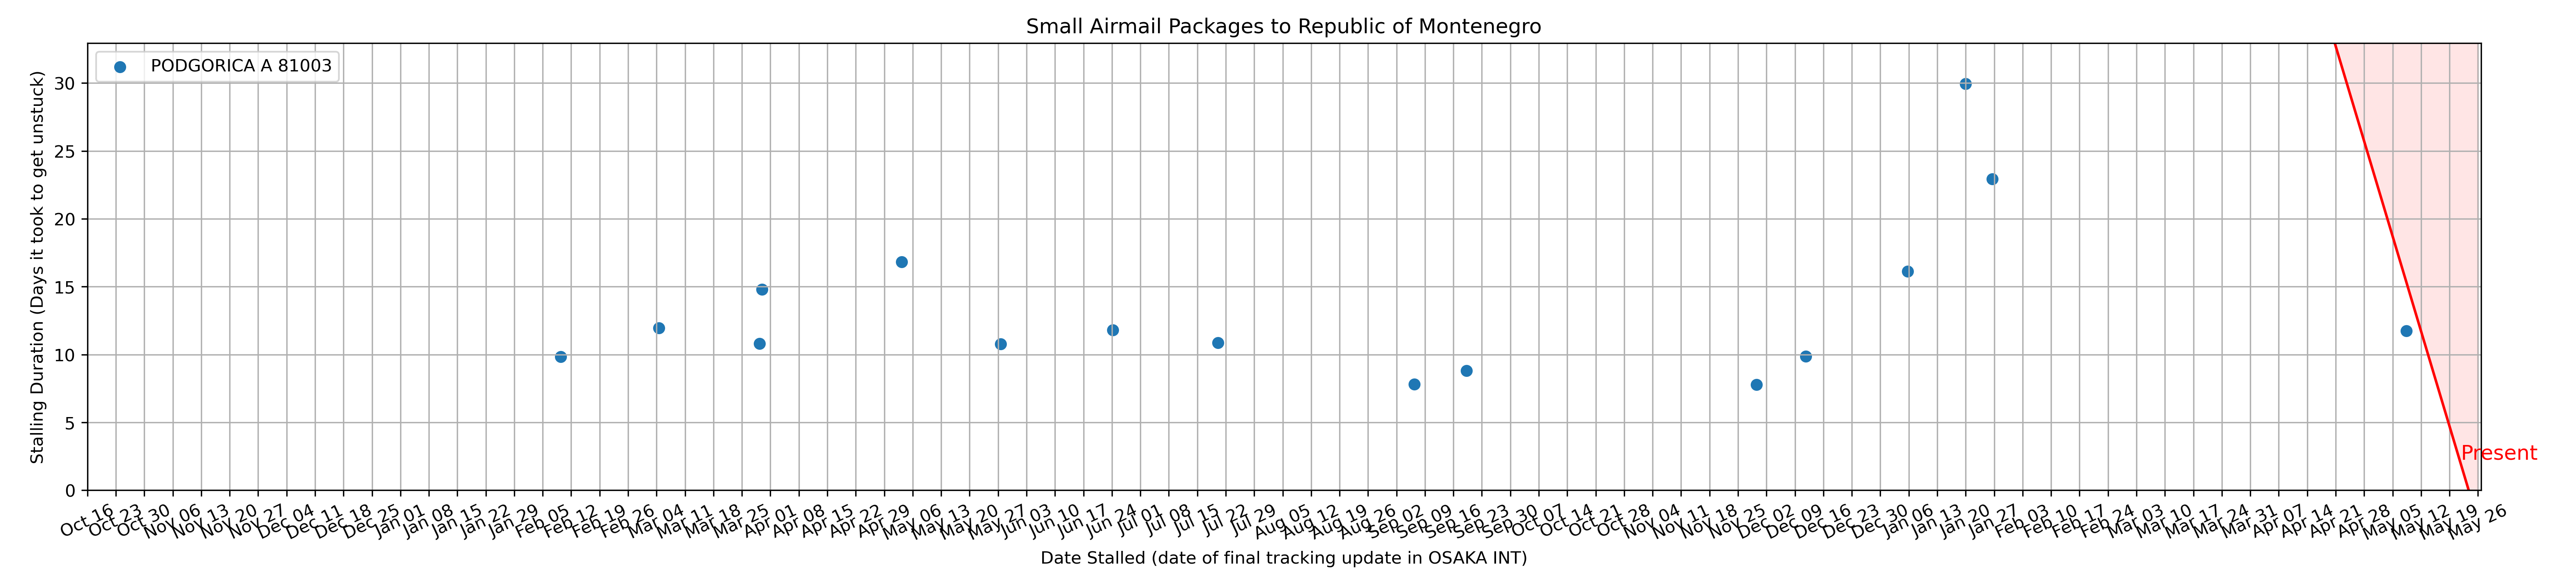 Small Airmail Packages to Republic of Montenegro
PODGORICA A 81003
Stalling Duration (Days it took to get unstuck)
30
25
20
15
10
5
0
Present
Oct 16
Oct 23
Oct 30
Nov 06
Nov 13
Nov 20
Nov 27
Dec 04
Dec 11
Dec 18
Dec 25
Jan 01
Jan 08
Jan 15
Jan 22
Jan 29
Feb 05
Feb 12
Feb 19
Feb 26
Mar 04
Mar 11
Mar 18
Mar 25
Apr 01
Apr 08
Apr 15
Apr 22
Apr 29
May 06
May 13
May 20
May 27
Jun 03
Jun 10
Jun 17
Jun 24
Jul 01
Jul 08
Jul 15
Jul 22
Jul 29
Aug 05
Aug 12
Aug 19
Aug 26
Sep 02
Sep 09
Sep 16
Sep 23
Sep 30
Oct 07
Oct 14
Oct 21
Oct 28
Nov 04
Nov 11
Nov 18
Nov 25
Dec 02
Dec 09
Dec 16
Dec 23
Dec 30
Jan 06
Jan 13
Jan 20
Jan 27
Feb 03
Feb 10
Feb 17
Feb 24
Mar 03
Mar 10
Mar 17
Mar 24
Mar 31
Apr 07
Apr 14
Apr 21
Apr 28
May 05
May 12
May 19
May 26
Date Stalled (date of final tracking update in OSAKA INT)